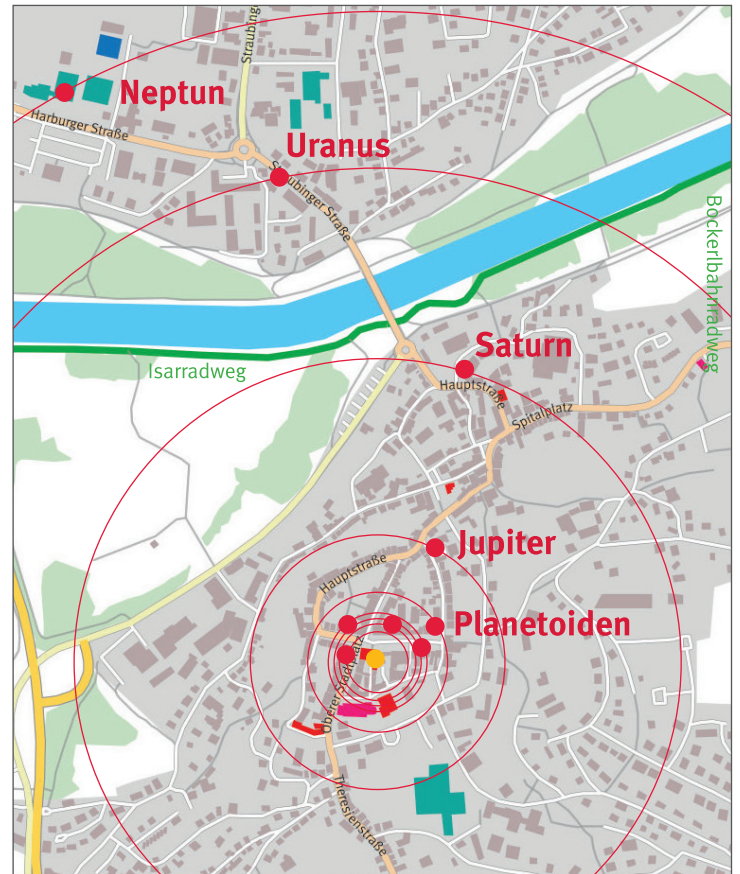 Straubing
Neptun
Harburger Straße
Uranus
Straubinger Straße
Bockerlbahnradweg
Isarradweg
Saturn
Hauptstraße
Spitalplatz
Jupiter
Hauptstraße
Planetoiden
Oberer Stadtplatz
Theresienstraße